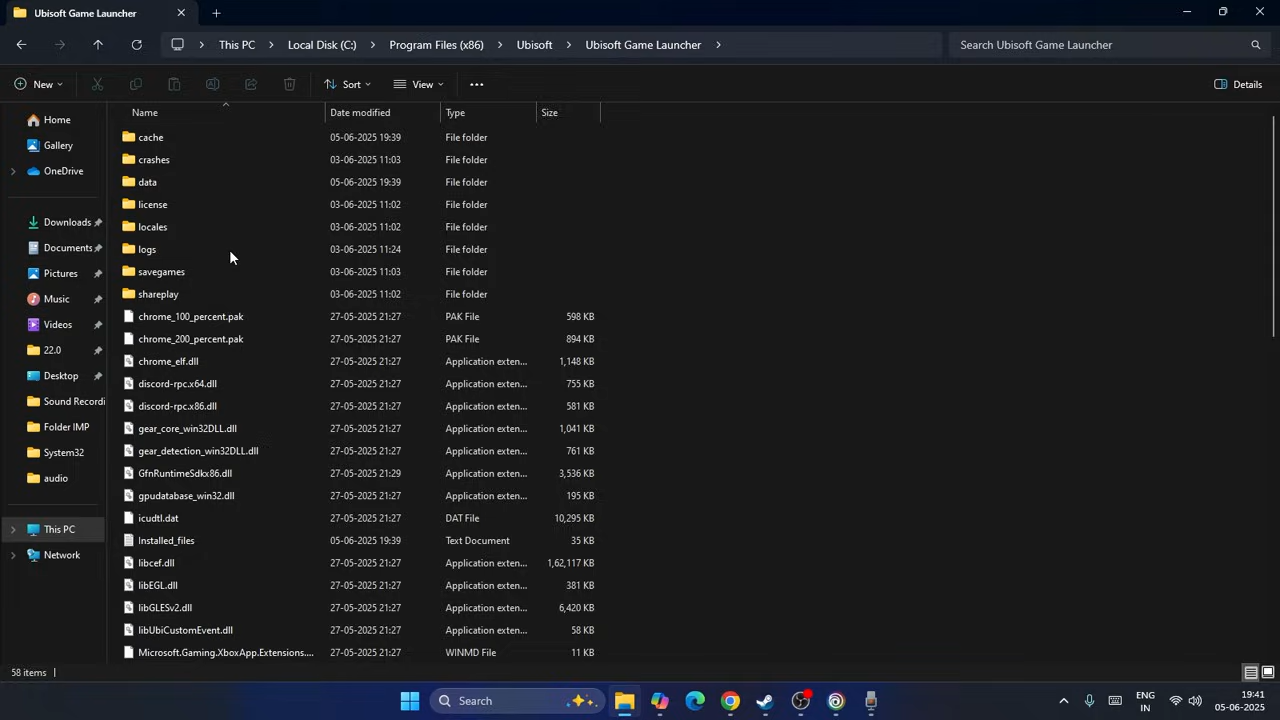 Ubisoft Game Launcher
This PC Local Disk (C:) Program Files (x86) Ubisoft Ubisoft Game Launcher Search Ubisoft Game Launcher
New Sort View Details
Name Date modified Type Size
Home
Gallery
OneDrive
Downloads
Documents
Pictures
Music
Videos
22.0
Desktop
Sound Recordi
Folder IMP
System32
audio
This PC
Network
cache 05-06-2025 19:39 File folder
crashes 03-06-2025 11:03 File folder
data 05-06-2025 19:39 File folder
license 03-06-2025 11:02 File folder
locales 03-06-2025 11:02 File folder
logs 03-06-2025 11:24 File folder
savegames 03-06-2025 11:03 File folder
shareplay 03-06-2025 11:02 File folder
chrome_100_percent.pak 27-05-2025 21:27 PAK File 598 KB
chrome_200_percent.pak 27-05-2025 21:27 PAK File 894 KB
chrome_elf.dll 27-05-2025 21:27 Application exten... 1,148 KB
discord-rpc.x64.dll 27-05-2025 21:27 Application exten... 755 KB
discord-rpc.x86.dll 27-05-2025 21:27 Application exten... 581 KB
gear_core_win32DLL.dll 27-05-2025 21:27 Application exten... 1,041 KB
gear_detection_win32DLL.dll 27-05-2025 21:27 Application exten... 761 KB
GfnRuntimeSdkx86.dll 27-05-2025 21:29 Application exten... 3,536 KB
gpudatabase_win32.dll 27-05-2025 21:27 Application exten... 195 KB
icudtl.dat 27-05-2025 21:27 DAT File 10,295 KB
Installed_files 05-06-2025 19:39 Text Document 35 KB
libcef.dll 27-05-2025 21:27 Application exten... 1,62,117 KB
libEGL.dll 27-05-2025 21:27 Application exten... 381 KB
libGLESv2.dll 27-05-2025 21:27 Application exten... 6,420 KB
libUbiCustomEvent.dll 27-05-2025 21:27 Application exten... 58 KB
Microsoft.Gaming.XboxApp.Extensions.... 27-05-2025 21:27 WINMD File 11 KB
58 items
Search
ENG
IN
19:41
05-06-2025